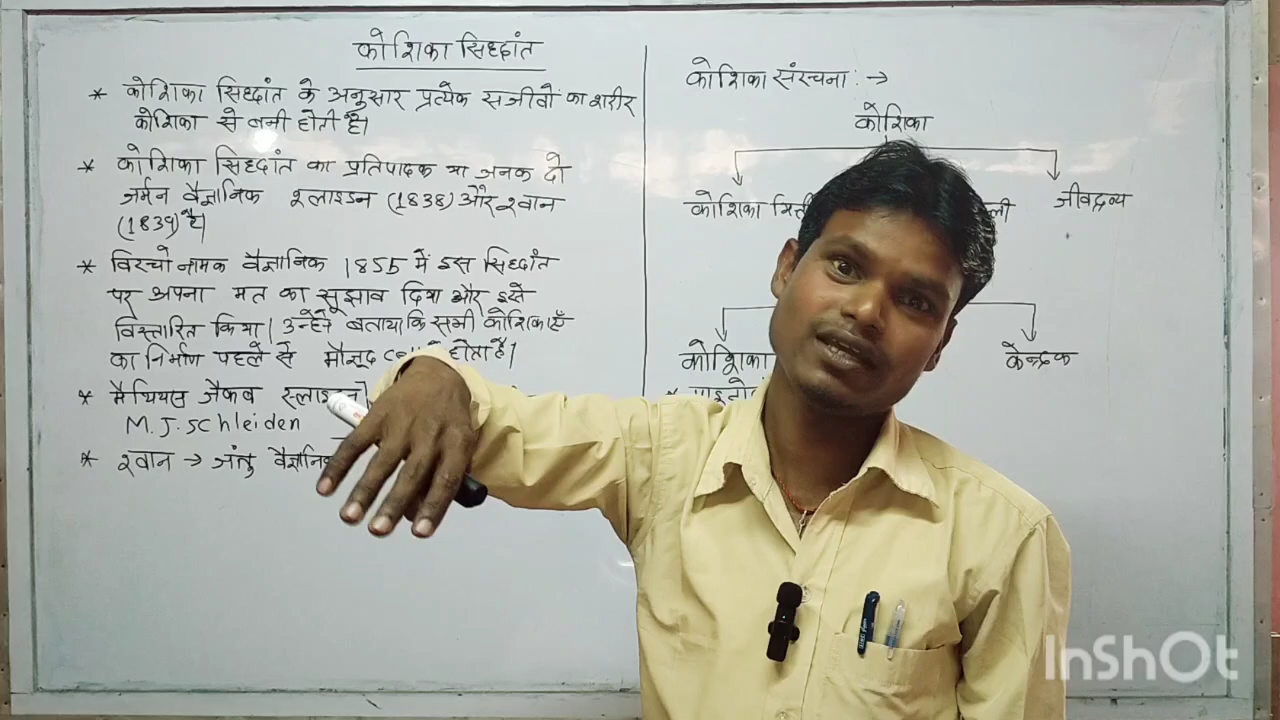 कोशिका सिद्धांत
* कोशिका सिद्धांत के अनुसार प्रत्येक सजीवों का शरीर
कोशिका से बनी होती है।
* कोशिका सिद्धांत का प्रतिपादक या जनक दो
जर्मन वैज्ञानिक श्लाइडन (1838) और श्वान
(1839) है।
* विरचो नामक वैज्ञानिक 1855 में इस सिद्धांत
पर अपना मत का सूझाव दिया और इसे
विस्तारित किया। उन्होंने बताया कि सभी कोशिकाएँ
का निर्माण पहले से मौजूद होता है।
* मैथियस जैकब स्लाइडन
M.J. Schleiden
* श्वान → जंतु
कोशिका संरचना : →
कोशिका
कोशिका जीवद्रव्य
कोशिका केन्द्रक
InShOt